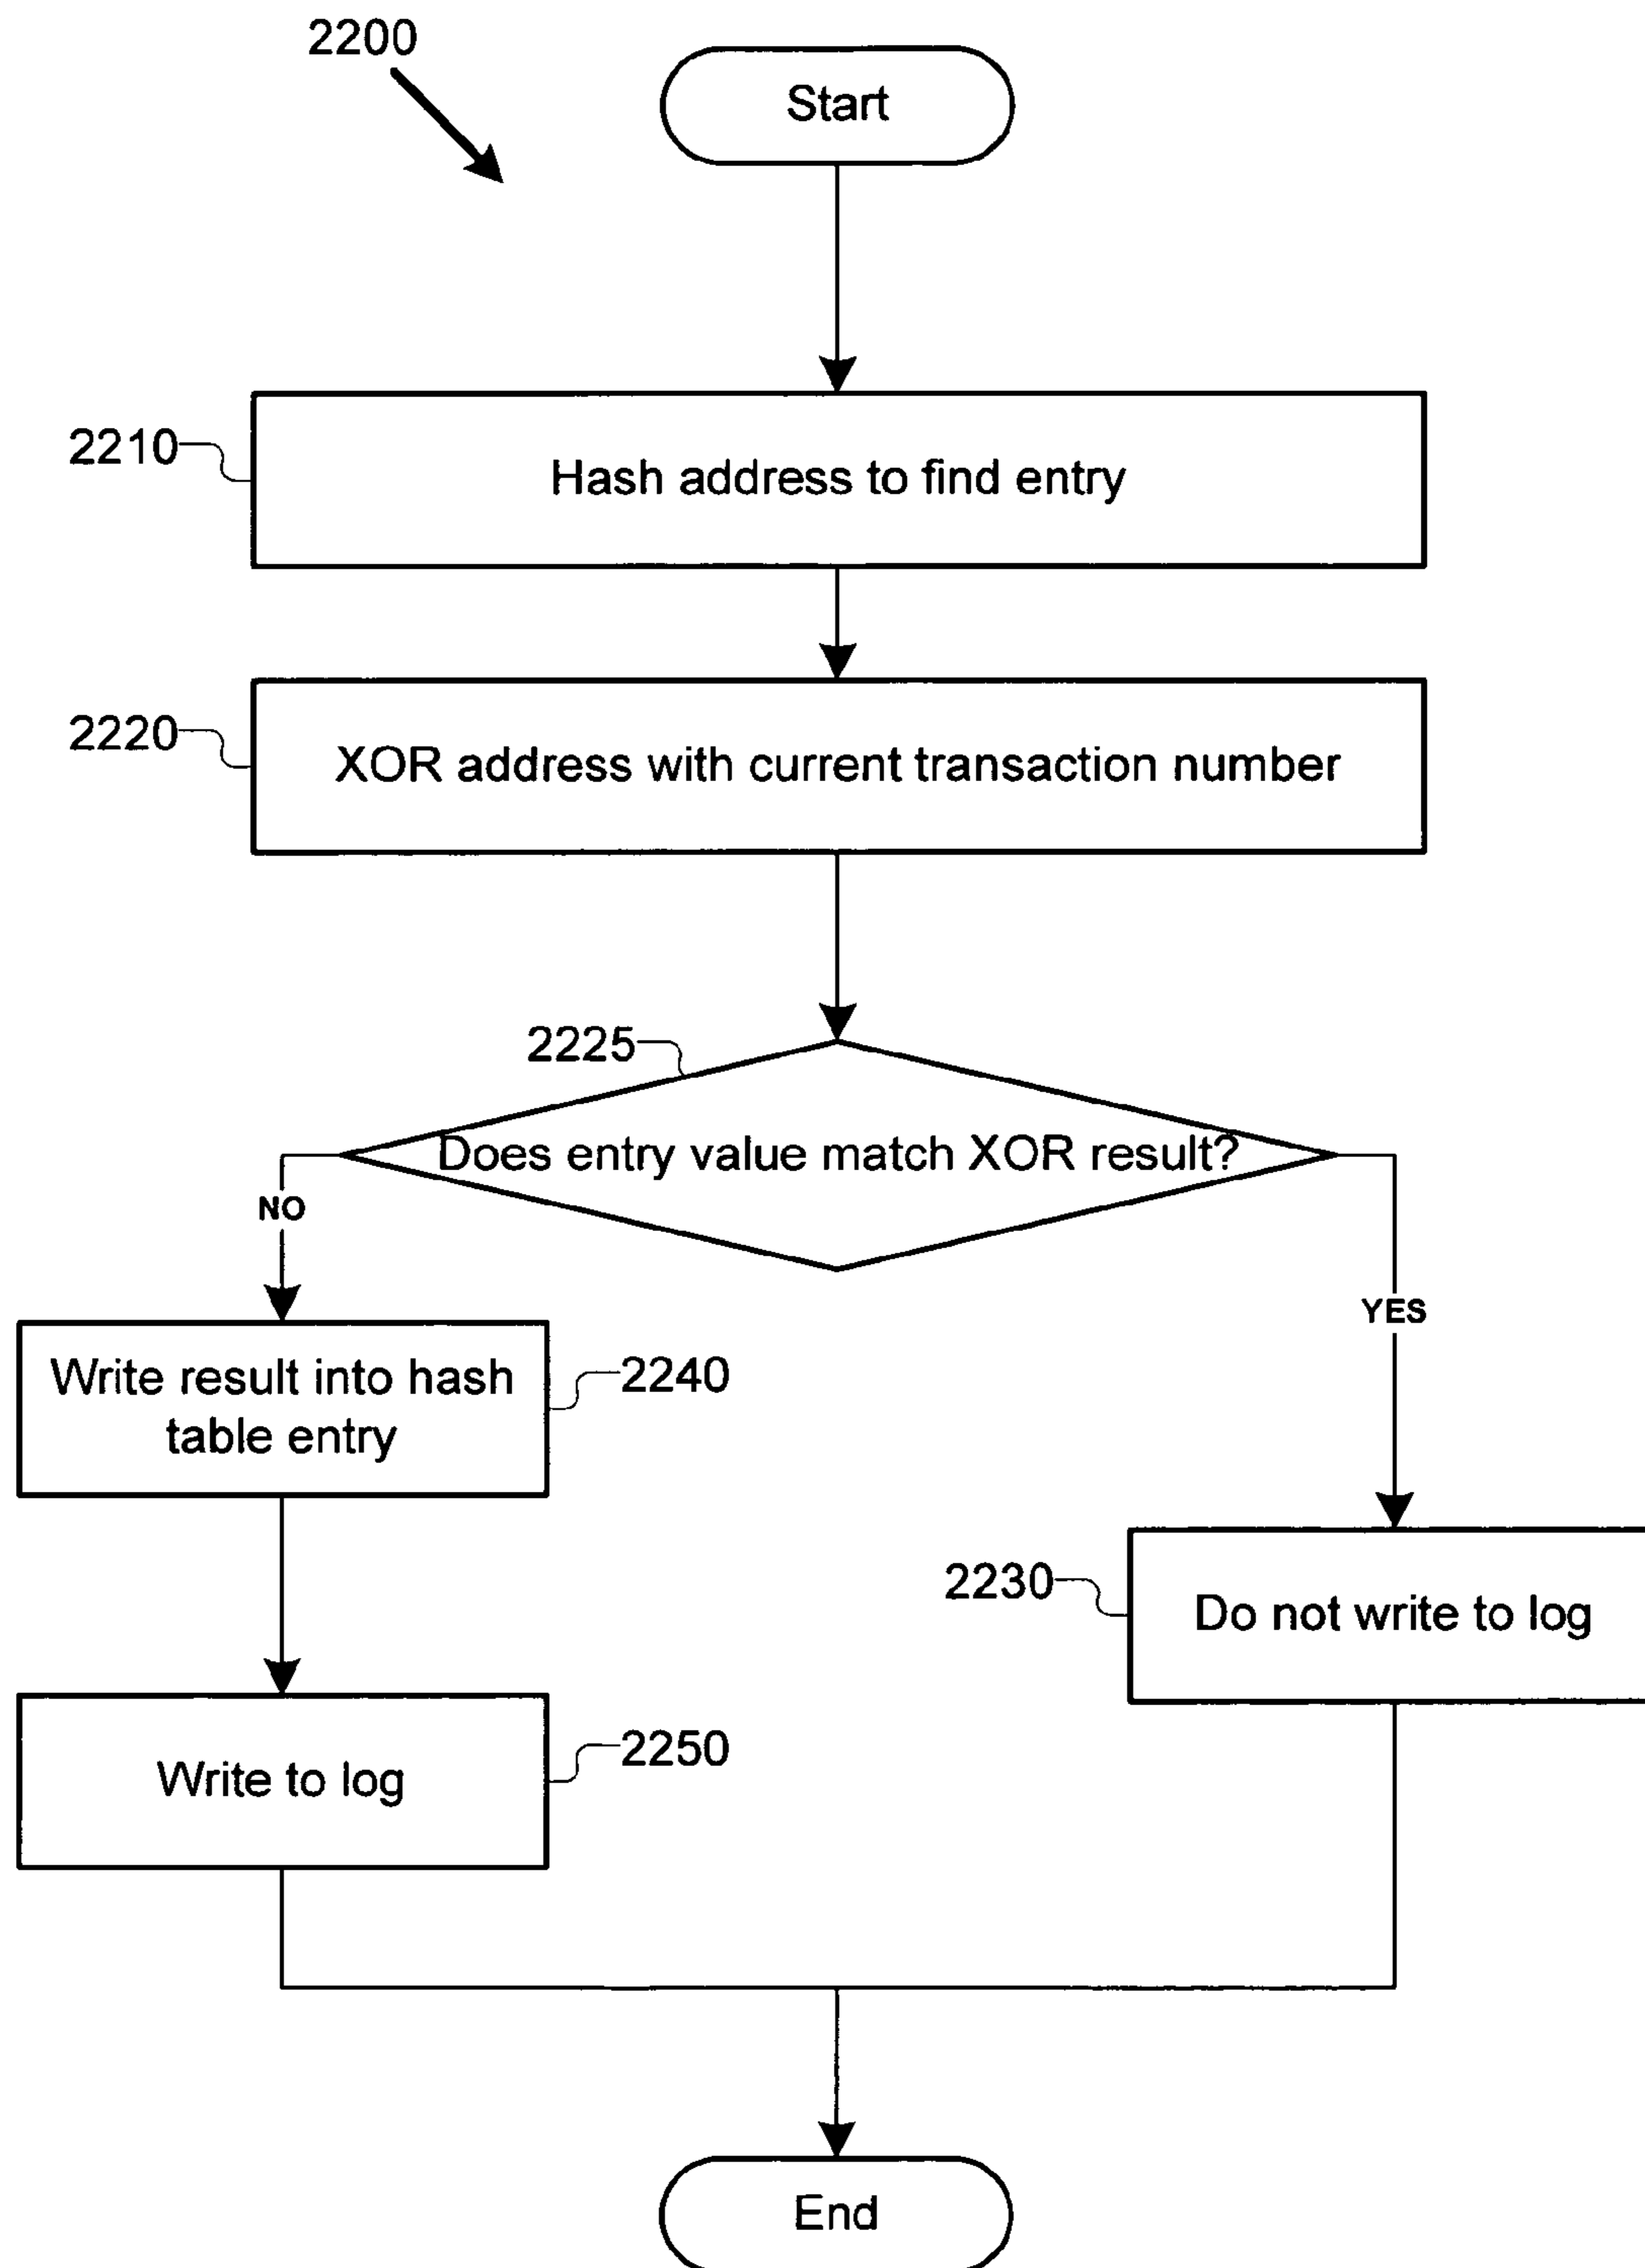 2200
Start
2210
Hash address to find entry
2220
XOR address with current transaction number
2225
Does entry value match XOR result?
NO
YES
Write result into hash
table entry
2240
2230
Do not write to log
Write to log
2250
End